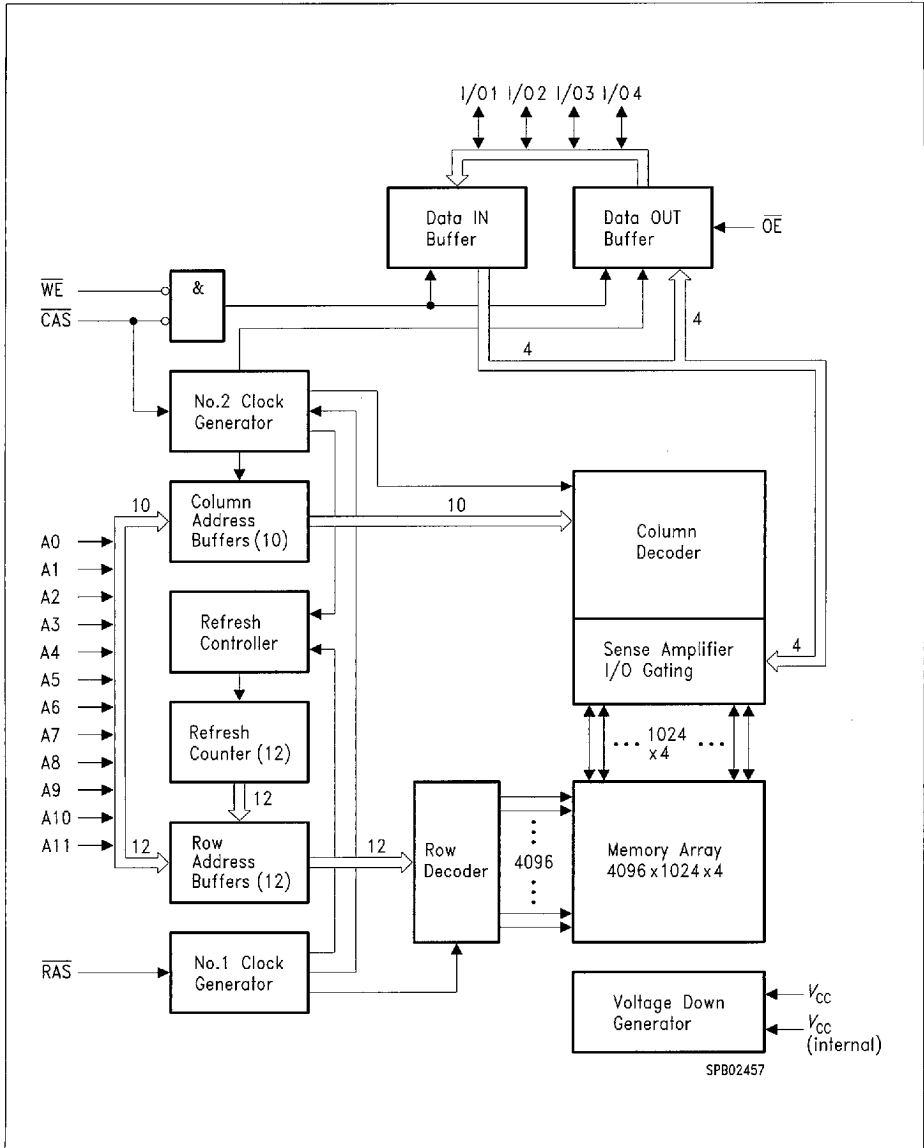 I/O1 I/O2 I/O3 I/O4
Data IN
Buffer
Data OUT
Buffer
OE
WE
&
CAS
4
4
No.2 Clock
Generator
10
Column
Address
Buffers (10)
10
Column
Decoder
A0
A1
A2
A3
A4
A5
A6
A7
A8
A9
A10
A11
Refresh
Controller
Sense Amplifier
I/O Gating
4
Refresh
Counter (12)
... 1024 ...
x4
12
12
Row
Address
Buffers (12)
12
Row
Decoder
4096
Memory Array
4096x1024x4
RAS
No.1 Clock
Generator
Voltage Down
Generator
VCC
VCC
(internal)
SPB02457